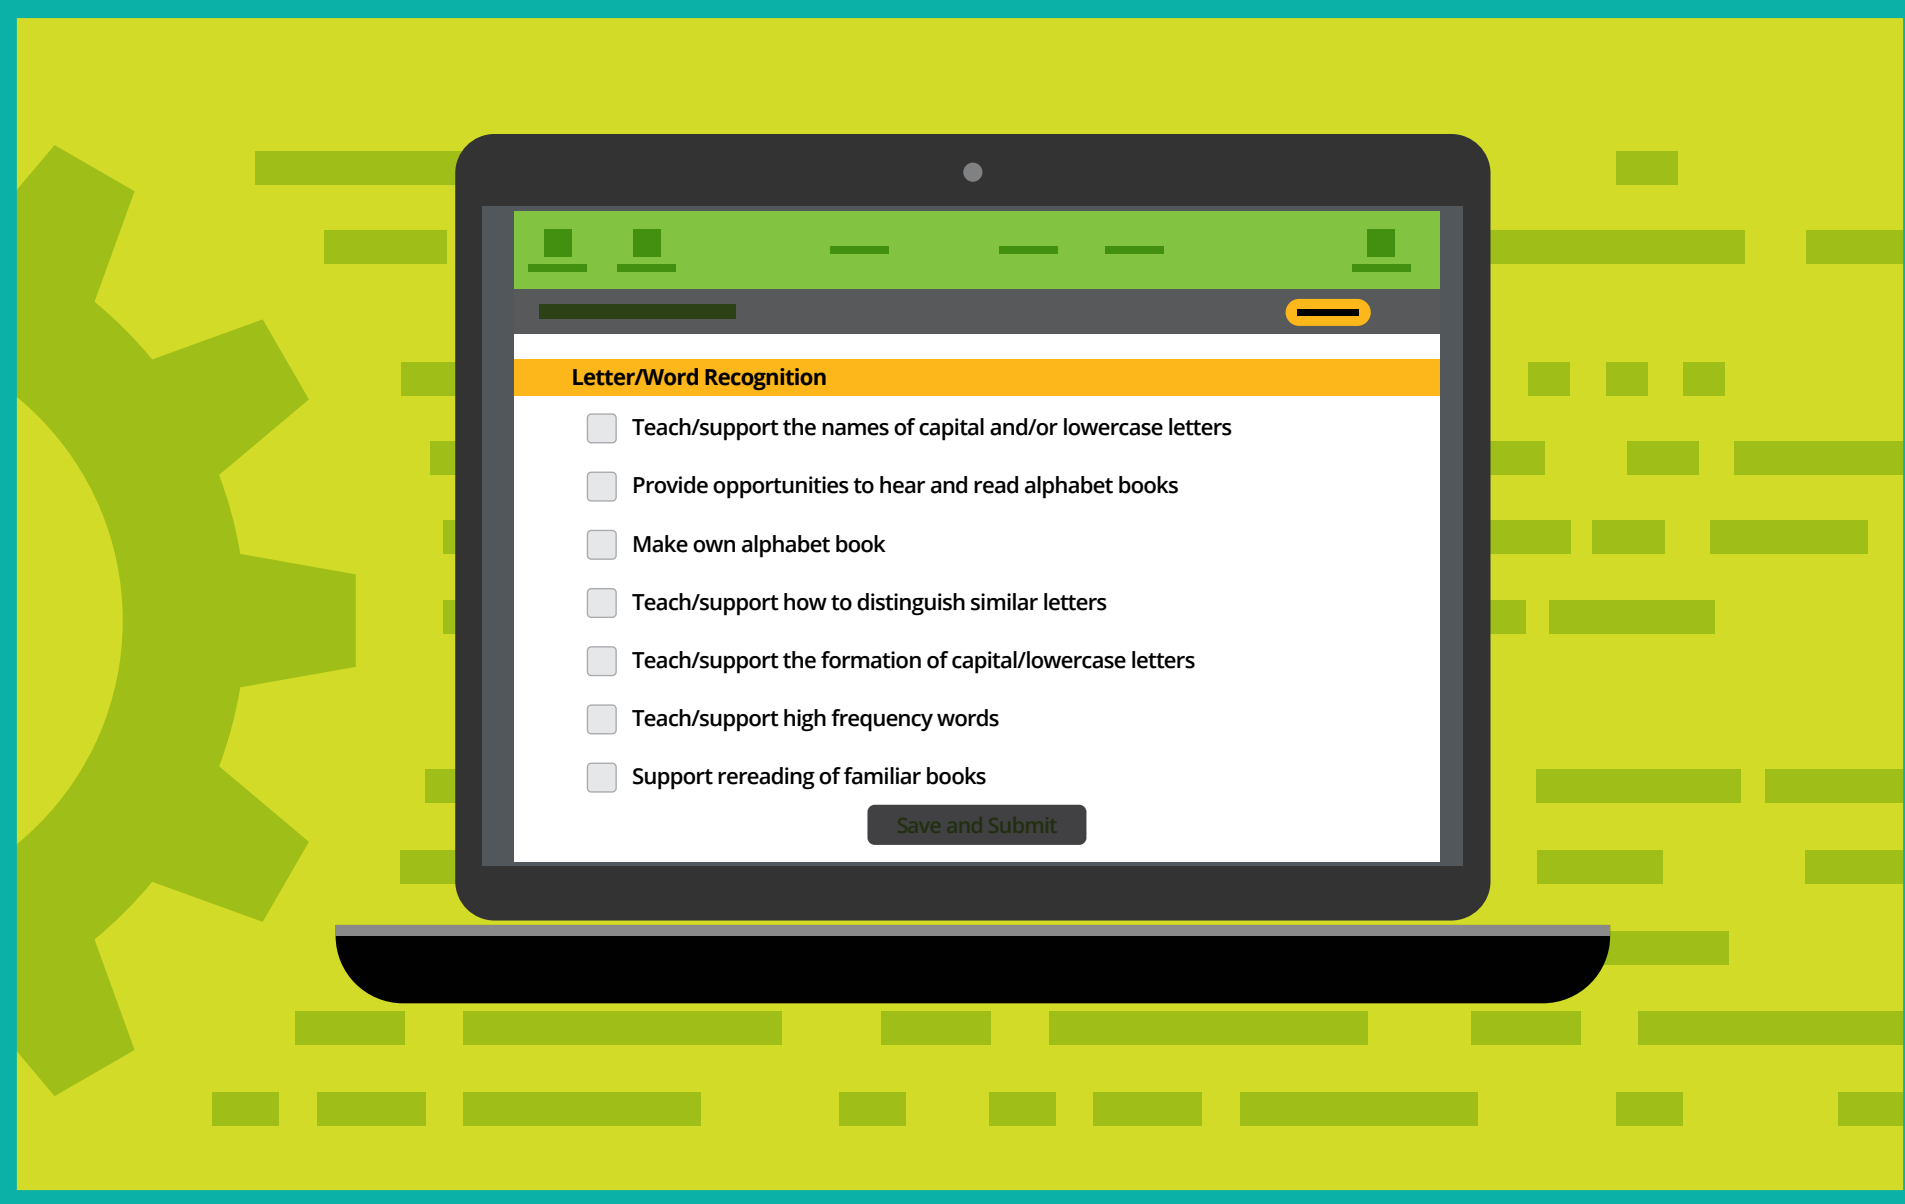 Letter/Word Recognition
Teach/support the names of capital and/or lowercase letters
Provide opportunities to hear and read alphabet books
Make own alphabet book
Teach/support how to distinguish similar letters
Teach/support the formation of capital/lowercase letters
Teach/support high frequency words
Support rereading of familiar books
Save and Submit